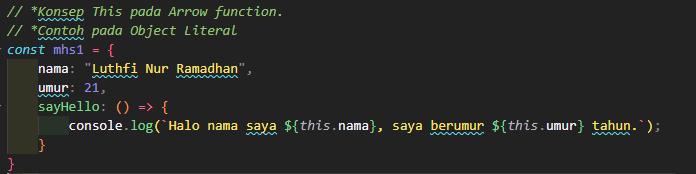 // *Konsep This pada Arrow function.
// *Contoh pada Object Literal
const mhs1 = {
    nama: "Luthfi Nur Ramadhan",
    umur: 21,
    sayHello: () => {
        console.log(`Halo nama saya ${this.nama}, saya berumur ${this.umur} tahun.`);
    }
}